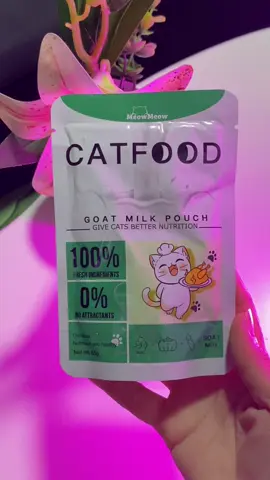 MeowMeow
CATFOOD
GOAT MILK POUCH
GIVE CATS BETTER NUTRITION
100%
FRESH INGREDIENTS
0%
NO ATTRACTANTS